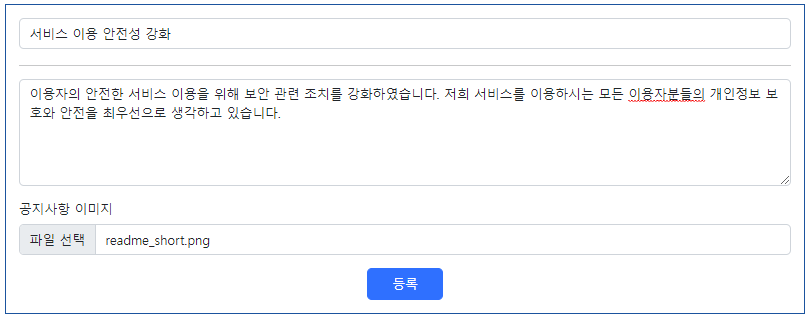 서비스 이용 안전성 강화
이용자의 안전한 서비스 이용을 위해 보안 관련 조치를 강화하였습니다. 저희 서비스를 이용하시는 모든 이용자분들의 개인정보 보
호와 안전을 최우선으로 생각하고 있습니다.
공지사항 이미지
파일 선택 readme_short.png
등록